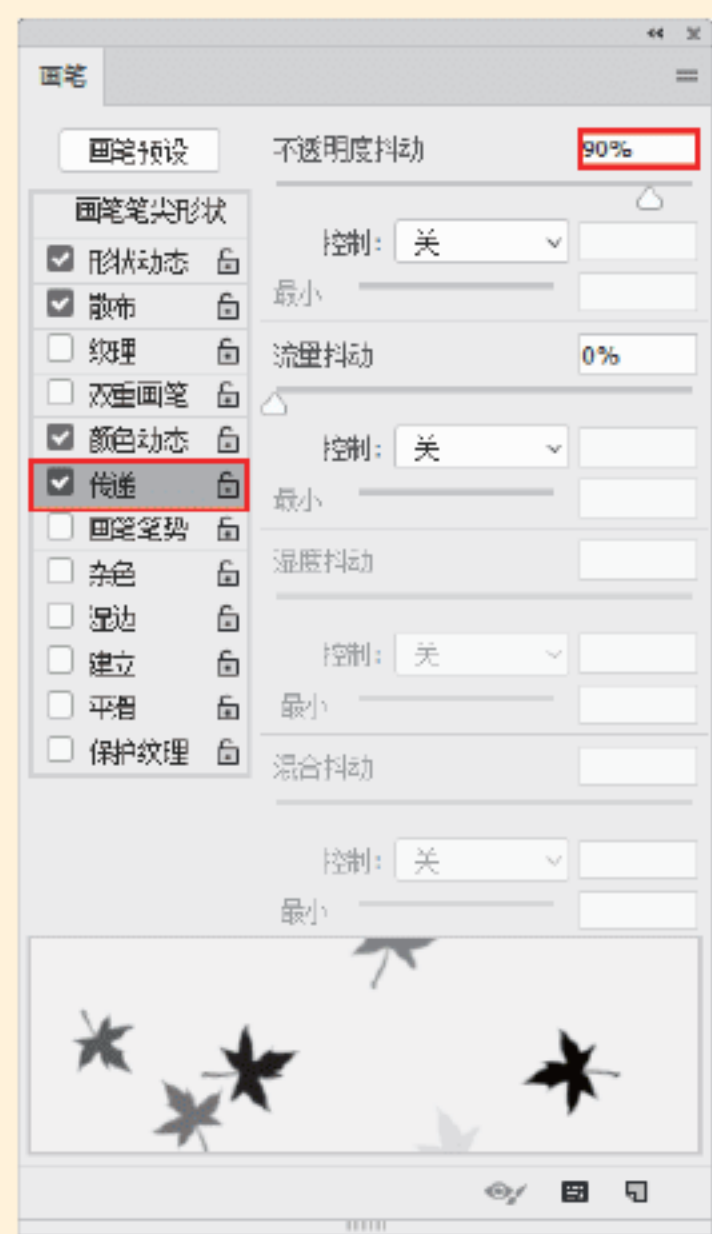 画笔
画笔预设
画笔笔尖形状
形状动态
散布
纹理
双重画笔
颜色动态
传递
画笔笔势
杂色
湿边
建立
平滑
保护纹理
不透明度抖动 90%
控制: 关
最小
流量抖动 0%
控制: 关
最小
湿度抖动
控制: 关
最小
混合抖动
控制: 关
最小